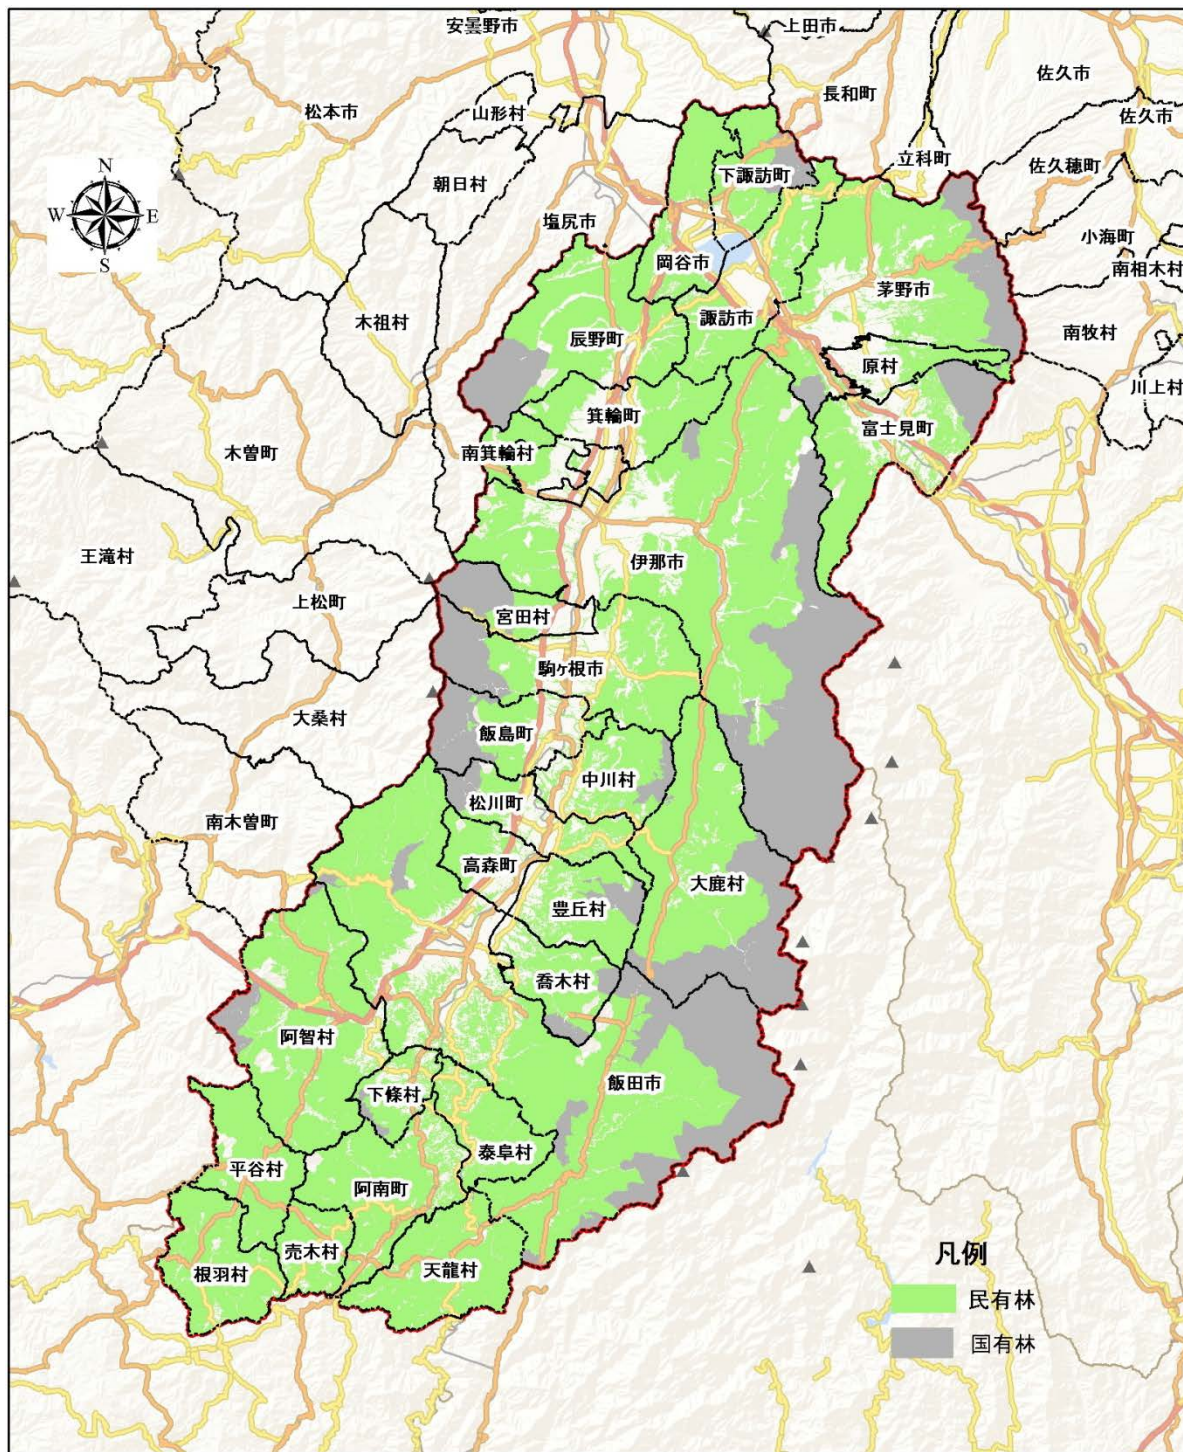 安曇野市
上田市
佐久市
松本市
山形村
長和町
佐久市
立科町
佐久穂町
朝日村
下諏訪町
N
W
E
S
塩尻市
小海町
岡谷市
南相木村
茅野市
木祖村
諏訪市
南牧村
辰野町
原村
川上村
箕輪町
富士見町
木曽町
南箕輪村
王滝村
伊那市
上松町
宮田村
駒ヶ根市
大桑村
飯島町
中川村
松川町
南木曽町
高森町
大鹿村
豊丘村
喬木村
阿智村
飯田市
下條村
泰阜村
平谷村
阿南町
売木村
天龍村
根羽村
凡例
民有林
国有林